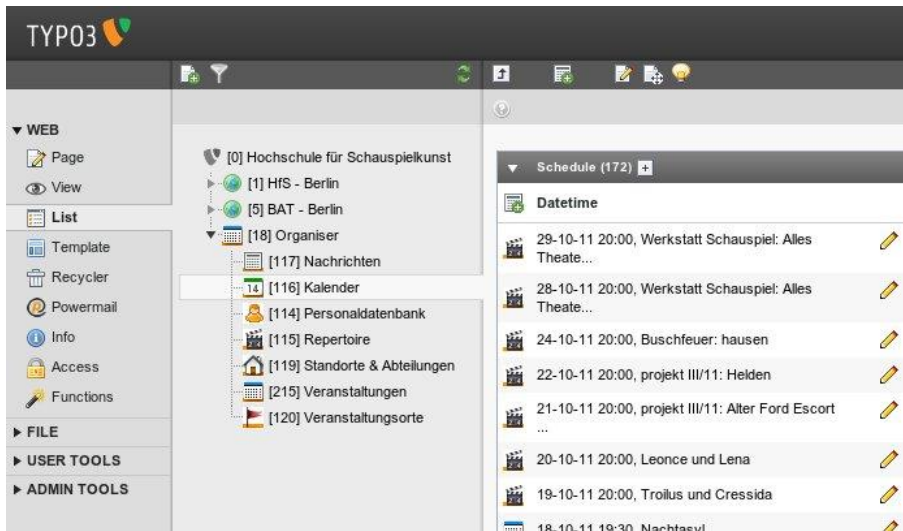 TYPO3
WEB
Page
View
List
Template
Recycler
Powermail
Info
Access
Functions
FILE
USER TOOLS
ADMIN TOOLS
[0] Hochschule für Schauspielkunst
[1] HfS - Berlin
[5] BAT - Berlin
[18] Organiser
[117] Nachrichten
14 [116] Kalender
[114] Personaldatenbank
[115] Repertoire
[119] Standorte & Abteilungen
[215] Veranstaltungen
[120] Veranstaltungsorte
Schedule (172)
Datetime
29-10-11 20:00, Werkstatt Schauspiel: Alles
Theate...
28-10-11 20:00, Werkstatt Schauspiel: Alles
Theate...
24-10-11 20:00, Buschfeuer: hausen
22-10-11 20:00, projekt III/11: Helden
21-10-11 20:00, projekt III/11: Alter Ford Escort
...
20-10-11 20:00, Leonce und Lena
19-10-11 20:00, Troilus und Cressida
18-10-11 19:30, Nachtasyl